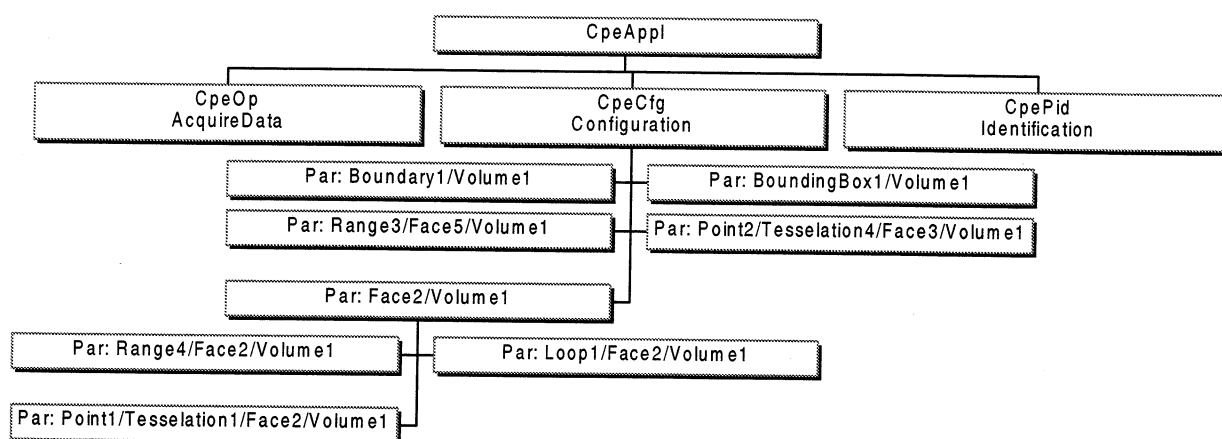 CpeAppl
CpeOp
AcquireData
CpeCfg
Configuration
CpePid
Identification
Par: Boundary1/Volume1
Par: BoundingBox1/Volume1
Par: Range3/Face5/Volume1
Par: Point2/Tesselation4/Face3/Volume1
Par: Face2/Volume1
Par: Range4/Face2/Volume1
Par: Loop1/Face2/Volume1
Par: Point1/Tesselation1/Face2/Volume1